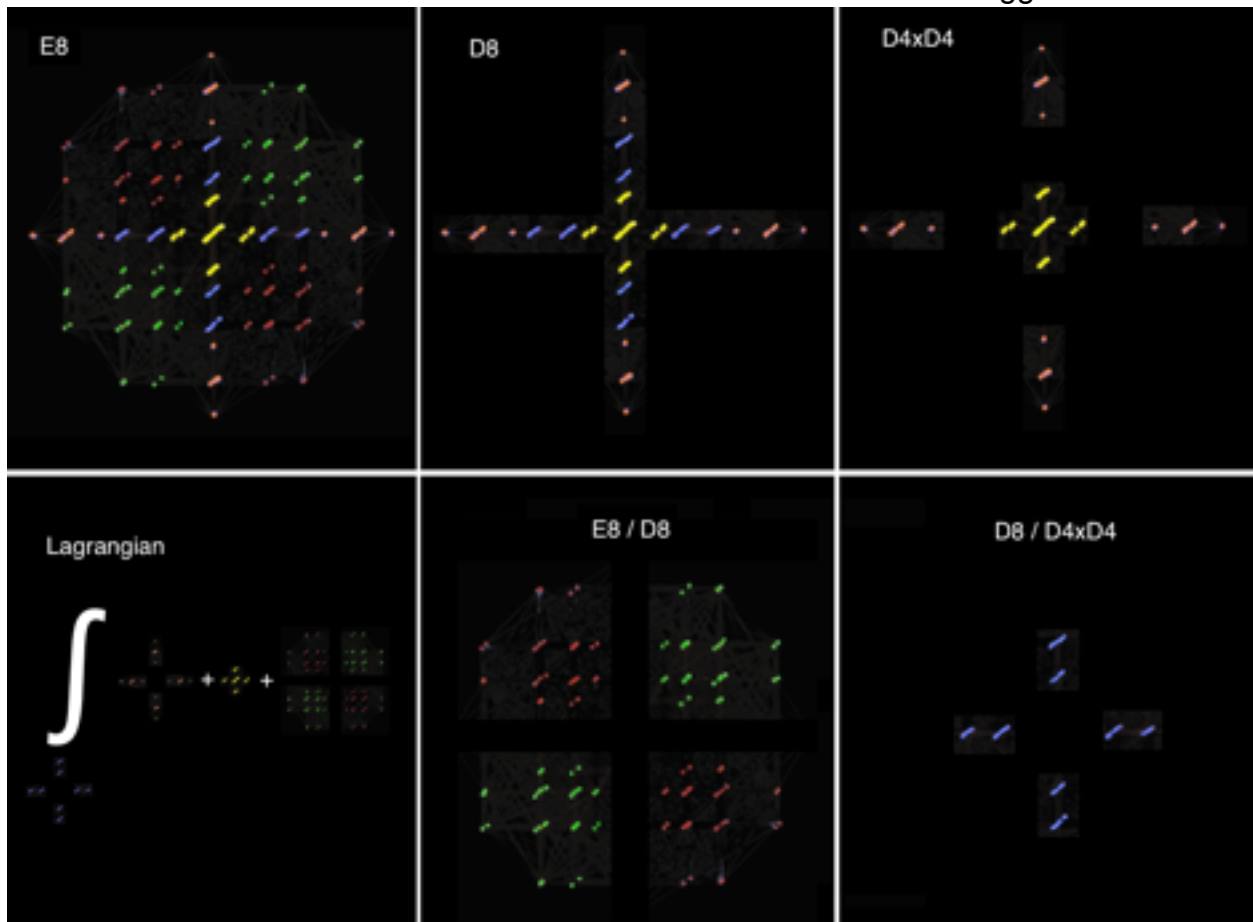 E8
D8
D4xD4
Lagrangian
∫ + +
E8 / D8
D8 / D4xD4